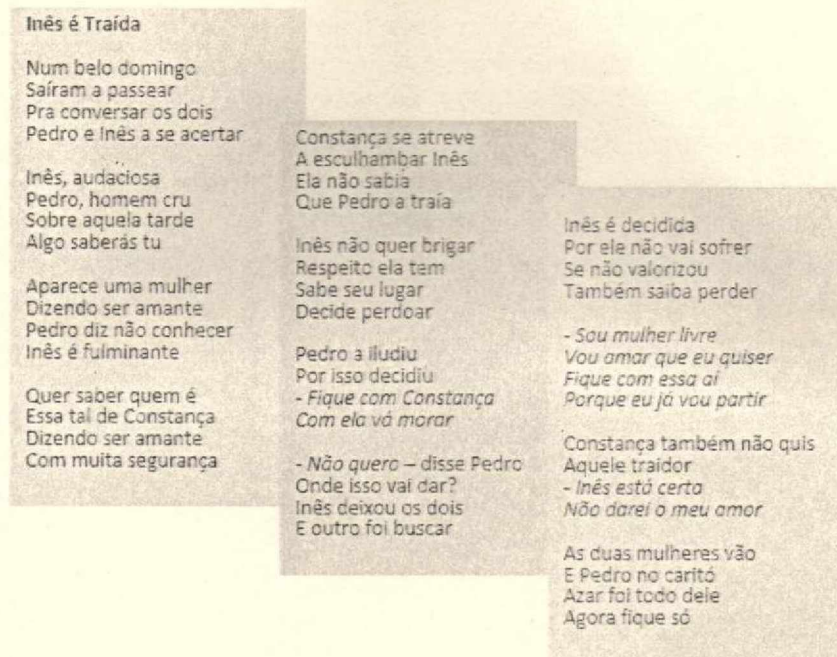 Inês é Traída
Num belo domingo
Saíram a passear
Pra conversar os dois
Pedro e Inês a se acertar
Inês, audaciosa
Pedro, homem cru
Sobre aquela tarde
Algo saberás tu
Aparece uma mulher
Dizendo ser amante
Pedro diz não conhecer
Inês é fulminante
Quer saber quem é
Essa tal de Constança
Dizendo ser amante
Com muita segurança
Constança se atreve
A esculhambar Inês
Ela não sabia
Que Pedro a traía
Inês não quer brigar
Respeito ela tem
Sabe seu lugar
Decide perdoar
Pedro a iludiu
Por isso decidiu
- Fique com Constança
Com ela vá morar
- Não quero – disse Pedro
Onde isso vai dar?
Inês deixou os dois
E outro foi buscar
Inês é decidida
Por ele não vai sofrer
Se não valorizou
Também saiba perder
- Sou mulher livre
Vou amar que eu quiser
Fique com essa aí
Porque eu já vou partir
Constança também não quis
Aquele traidor
- Inês está certa
Não darei o meu amor
As duas mulheres vão
E Pedro no caritó
Azar foi todo dele
Agora fique só